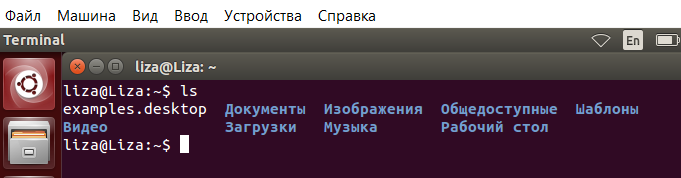 Файл Машина Вид Ввод Устройства Справка
Terminal En
liza@Liza: ~
liza@Liza:~$ ls
examples.desktop Документы Изображения Общедоступные Шаблоны
Видео Загрузки Музыка Рабочий стол
liza@Liza:~$